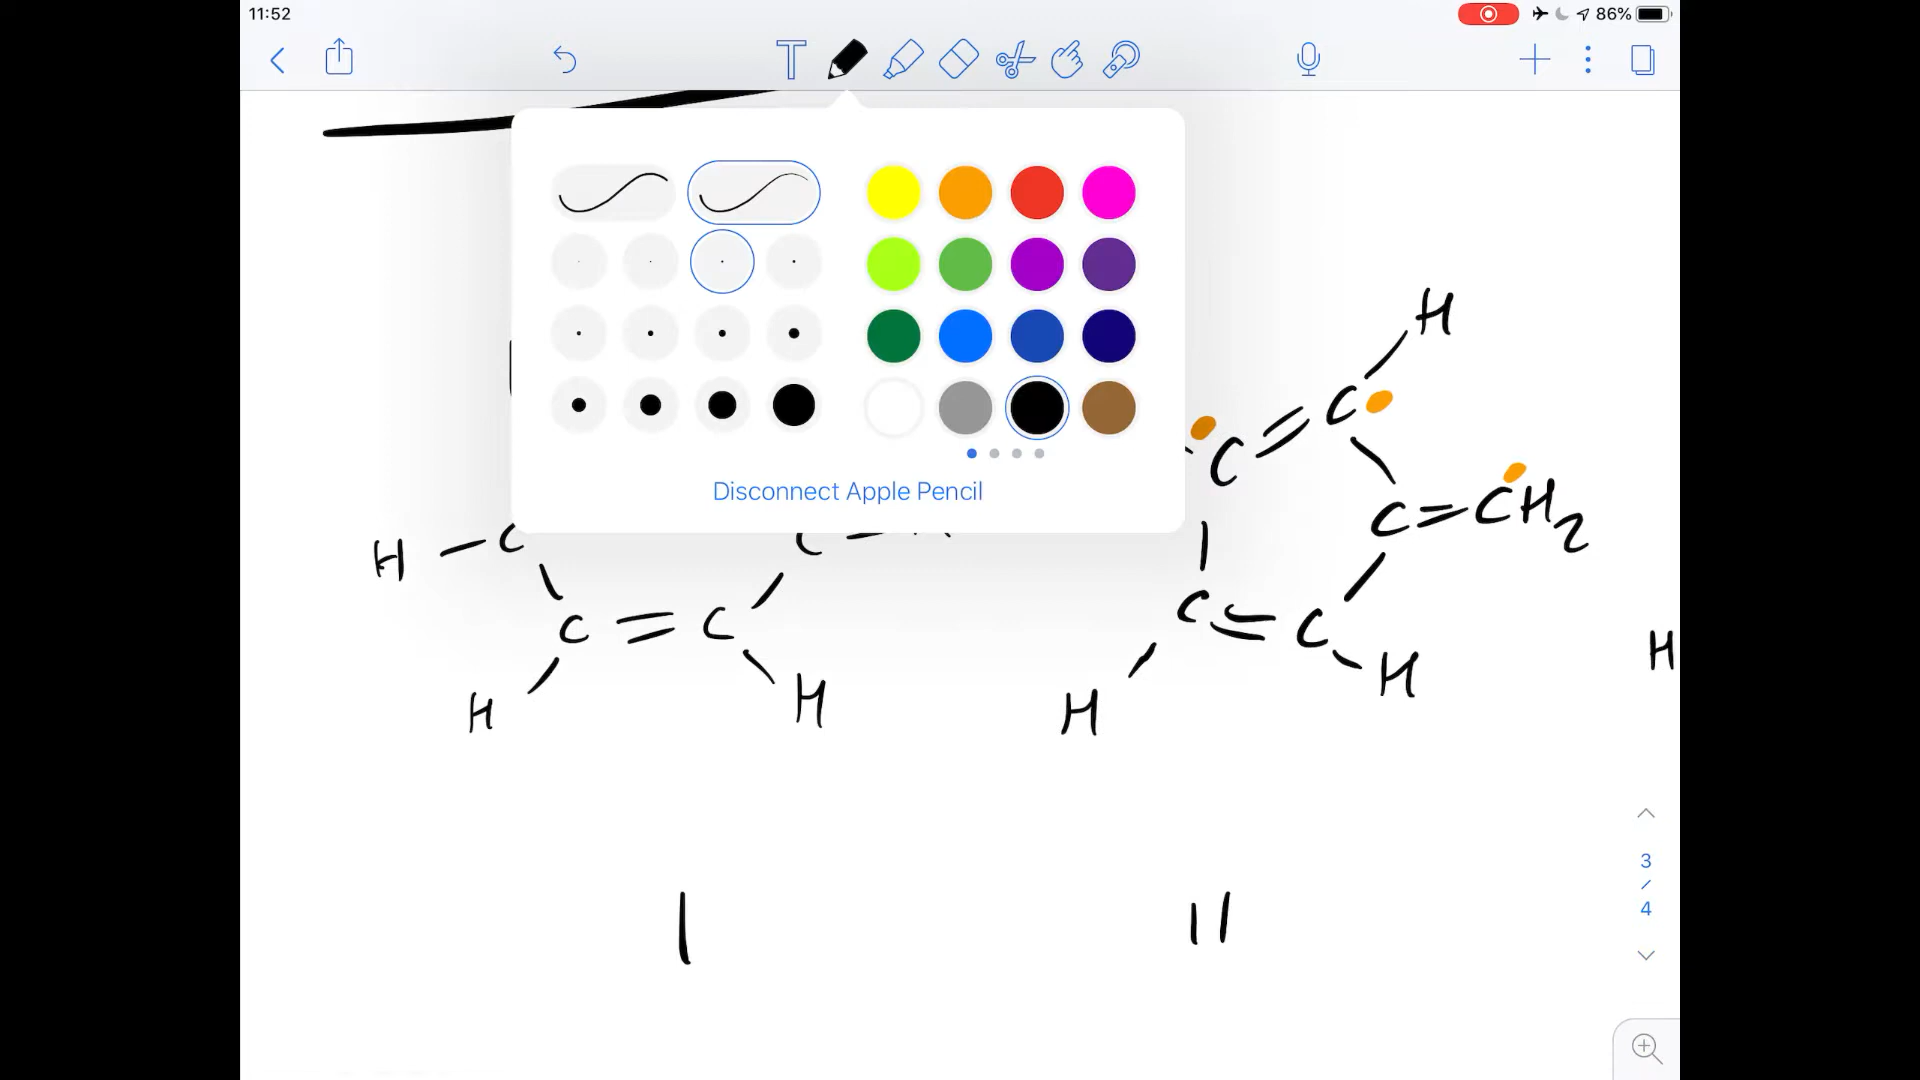 11:52
86%
T
Disconnect Apple Pencil
H
C = C
C = CH2
H - C
C = C
C = C
H
H
H
H
H
3
/
4
I
II